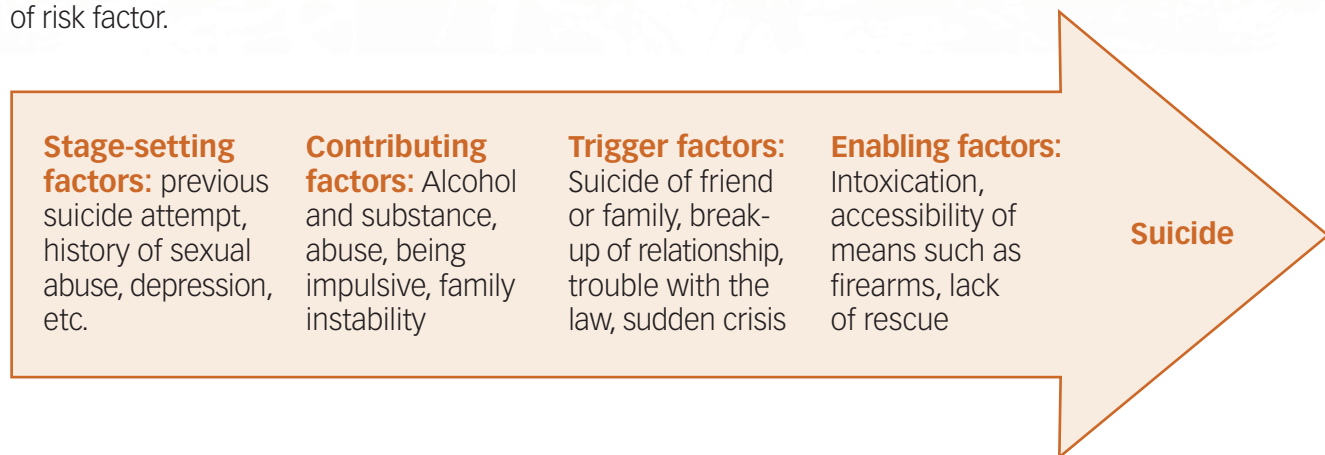 of risk factor.
Stage-setting
factors: previous
suicide attempt,
history of sexual
abuse, depression,
etc.
Contributing
factors: Alcohol
and substance,
abuse, being
impulsive, family
instability
Trigger factors:
Suicide of friend
or family, break-
up of relationship,
trouble with the
law, sudden crisis
Enabling factors:
Intoxication,
accessibility of
means such as
firearms, lack
of rescue
Suicide